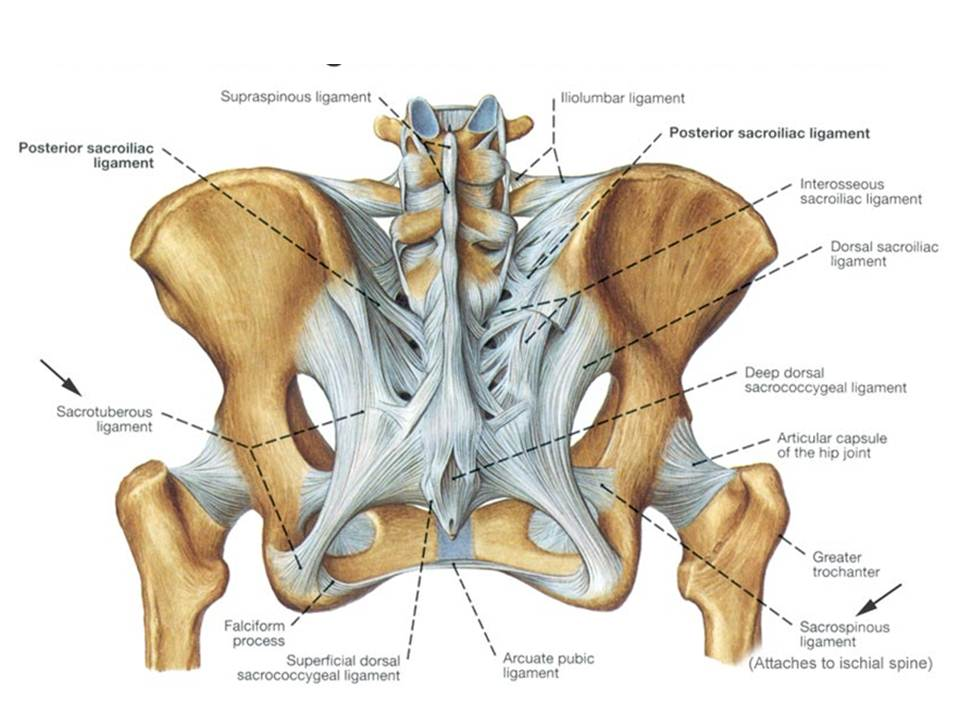 Supraspinous ligament
Iliolumbar ligament
Posterior sacroiliac
ligament
Posterior sacroiliac ligament
Interosseous
sacroiliac ligament
Dorsal sacroiliac
ligament
Deep dorsal
sacrococcygeal ligament
Sacrotuberous
ligament
Articular capsule
of the hip joint
Greater
trochanter
Falciform
process
Superficial dorsal
sacrococcygeal ligament
Arcuate pubic
ligament
Sacrospinous
ligament
(Attaches to ischial spine)